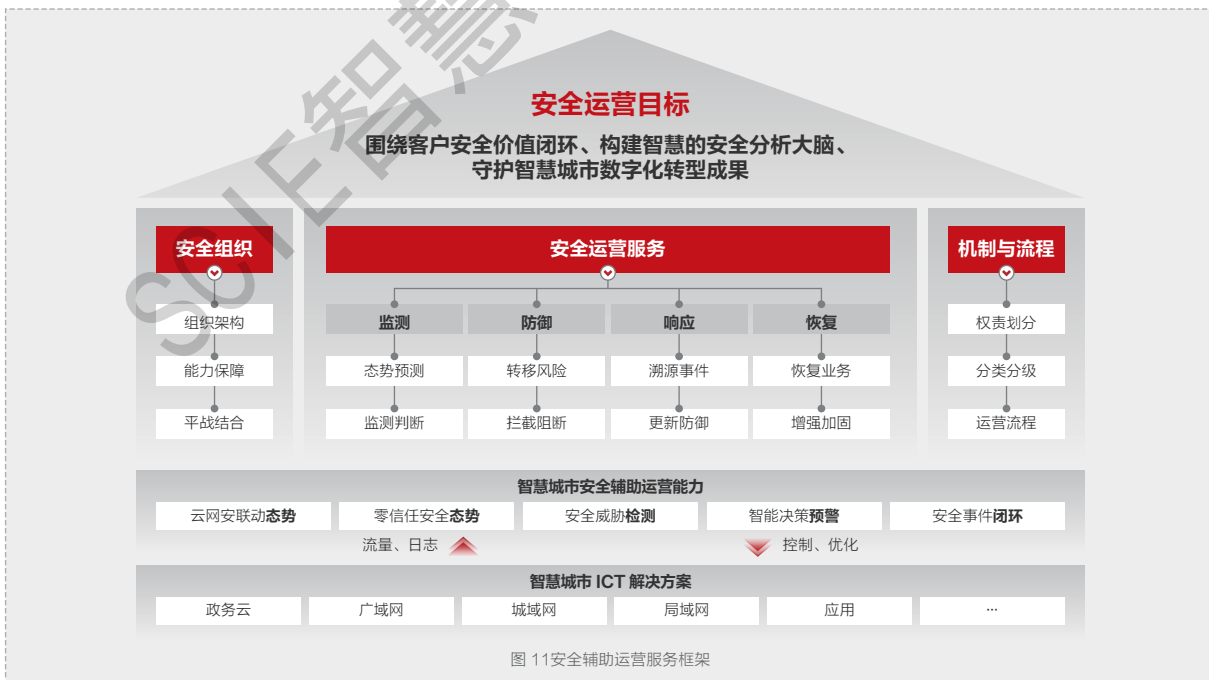 安全运营目标
围绕客户安全价值闭环、构建智慧的安全分析大脑、
守护智慧城市数字化转型成果
安全组织
组织架构
能力保障
平战结合
安全运营服务
监测 防御 响应 恢复
态势预测 转移风险 溯源事件 恢复业务
监测判断 拦截阻断 更新防御 增强加固
机制与流程
权责划分
分类分级
运营流程
智慧城市安全辅助运营能力
云网安联动态势 零信任安全态势 安全威胁检测 智能决策预警 安全事件闭环
流量、日志 控制、优化
智慧城市 ICT 解决方案
政务云 广域网 城域网 局域网 应用 ...
图 11安全辅助运营服务框架
SCIE智慧